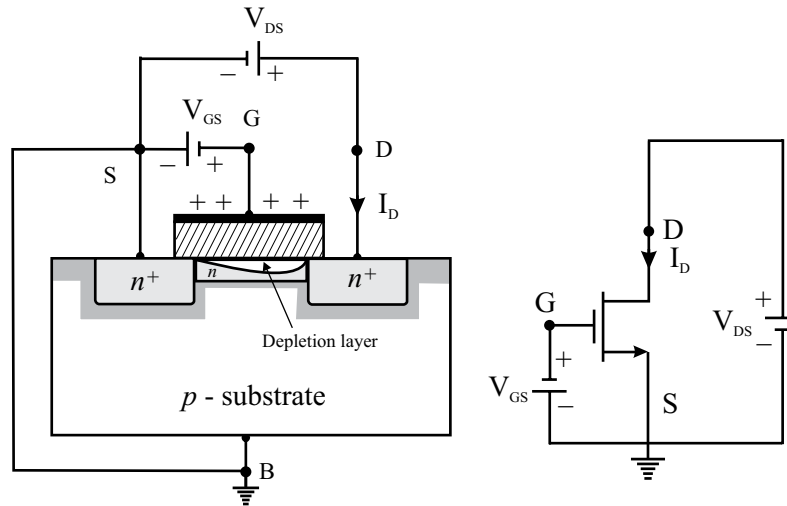 V_DS
− +
V_GS G
− +
S D
+ + + + I_D
n⁺ n n⁺
Depletion layer
p - substrate
B
D
I_D
G
+
V_GS
−
S
+
V_DS
−